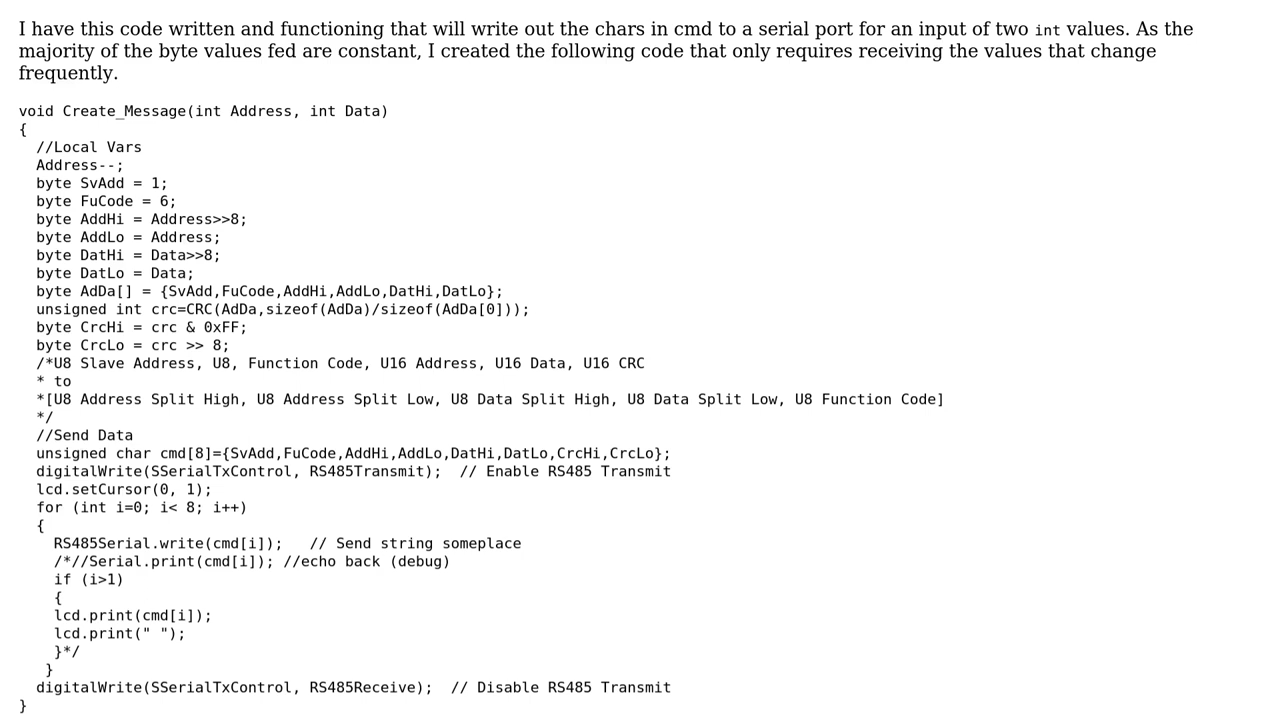 I have this code written and functioning that will write out the chars in cmd to a serial port for an input of two int values. As the
majority of the byte values fed are constant, I created the following code that only requires receiving the values that change
frequently.
void Create_Message(int Address, int Data)
{
  //Local Vars
  Address--;
  byte SvAdd = 1;
  byte FuCode = 6;
  byte AddHi = Address>>8;
  byte AddLo = Address;
  byte DatHi = Data>>8;
  byte DatLo = Data;
  byte AdDa[] = {SvAdd,FuCode,AddHi,AddLo,DatHi,DatLo};
  unsigned int crc=CRC(AdDa,sizeof(AdDa)/sizeof(AdDa[0]));
  byte CrcHi = crc & 0xFF;
  byte CrcLo = crc >> 8;
  /*U8 Slave Address, U8, Function Code, U16 Address, U16 Data, U16 CRC
  * to
  *[U8 Address Split High, U8 Address Split Low, U8 Data Split High, U8 Data Split Low, U8 Function Code]
  */
  //Send Data
  unsigned char cmd[8]={SvAdd,FuCode,AddHi,AddLo,DatHi,DatLo,CrcHi,CrcLo};
  digitalWrite(SSerialTxControl, RS485Transmit);  // Enable RS485 Transmit
  lcd.setCursor(0, 1);
  for (int i=0; i< 8; i++)
  {
    RS485Serial.write(cmd[i]);   // Send string someplace
    /*//Serial.print(cmd[i]); //echo back (debug)
    if (i>1)
    {
    lcd.print(cmd[i]);
    lcd.print(" ");
    }*/
   }
  digitalWrite(SSerialTxControl, RS485Receive);  // Disable RS485 Transmit
}